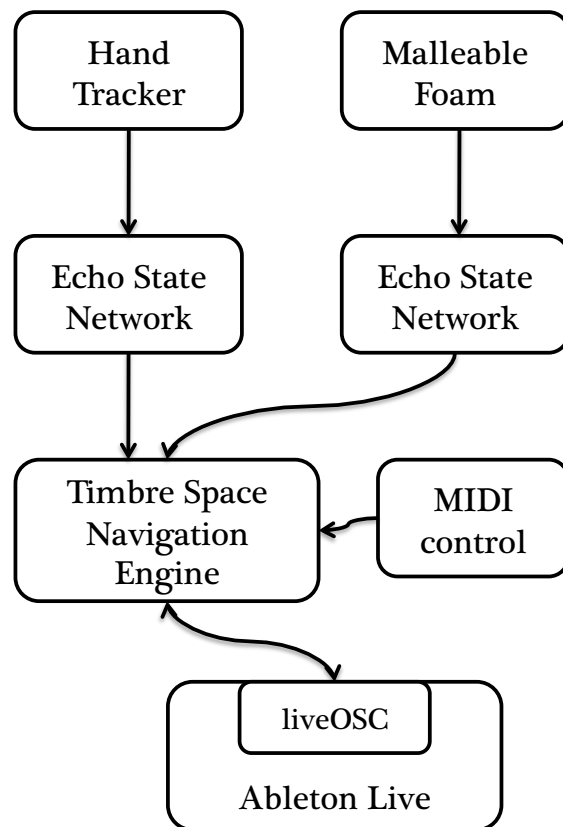 Hand
Tracker
Malleable
Foam
Echo State
Network
Echo State
Network
Timbre Space
Navigation
Engine
MIDI
control
liveOSC
Ableton Live